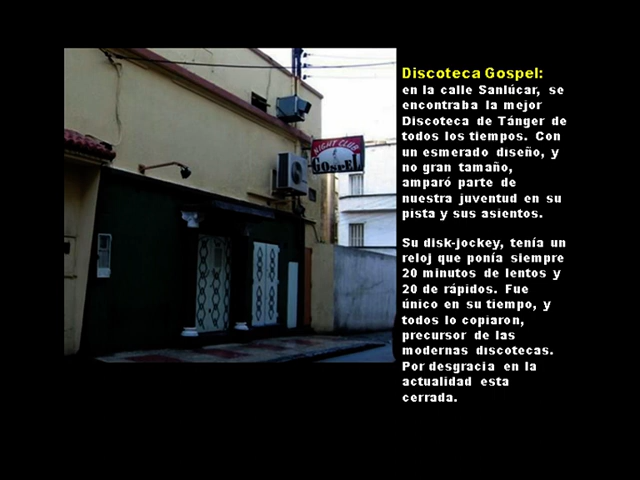 Discoteca Gospel:
en la calle Sanlúcar, se
encontraba la mejor
Discoteca de Tánger de
todos los tiempos. Con
un esmerado diseño, y
no gran tamaño,
amparó parte de
nuestra juventud en su
pista y sus asientos.
Su disk-jockey, tenía un
reloj que ponía siempre
20 minutos de lentos y
20 de rápidos. Fue
único en su tiempo, y
todos lo copiaron,
precursor de las
modernas discotecas.
Por desgracia en la
actualidad esta
cerrada.
NIGHT CLUB
GOSPEL